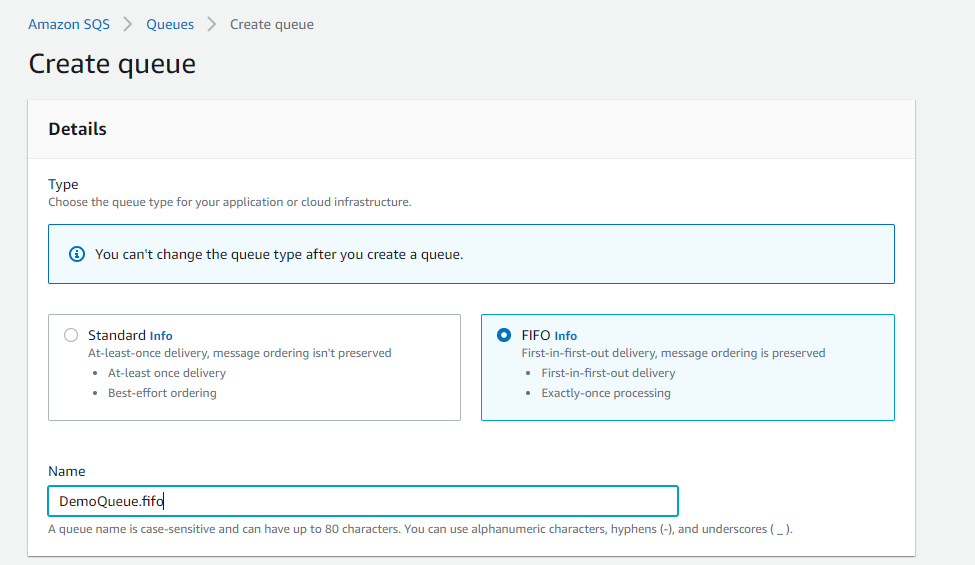 Amazon SQS > Queues > Create queue
Create queue
Details
Type
Choose the queue type for your application or cloud infrastructure.
You can't change the queue type after you create a queue.
Standard Info
At-least-once delivery, message ordering isn't preserved
• At-least once delivery
• Best-effort ordering
FIFO Info
First-in-first-out delivery, message ordering is preserved
• First-in-first-out delivery
• Exactly-once processing
Name
DemoQueue.fifo
A queue name is case-sensitive and can have up to 80 characters. You can use alphanumeric characters, hyphens (-), and underscores ( _ ).